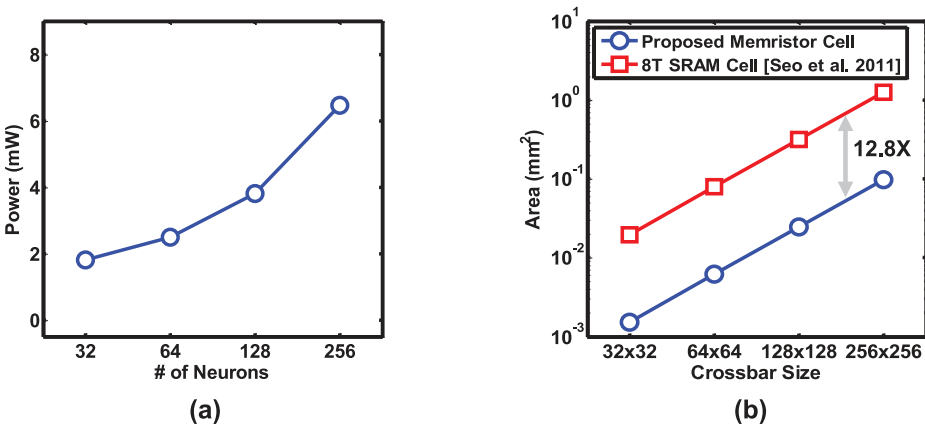 8
6
4
2
0
Power (mW)
32 64 128 256
# of Neurons
(a)
10^1
10^0
10^-1
10^-2
10^-3
Area (mm^2)
Proposed Memristor Cell
8T SRAM Cell [Seo et al. 2011]
12.8X
32x32 64x64 128x128 256x256
Crossbar Size
(b)